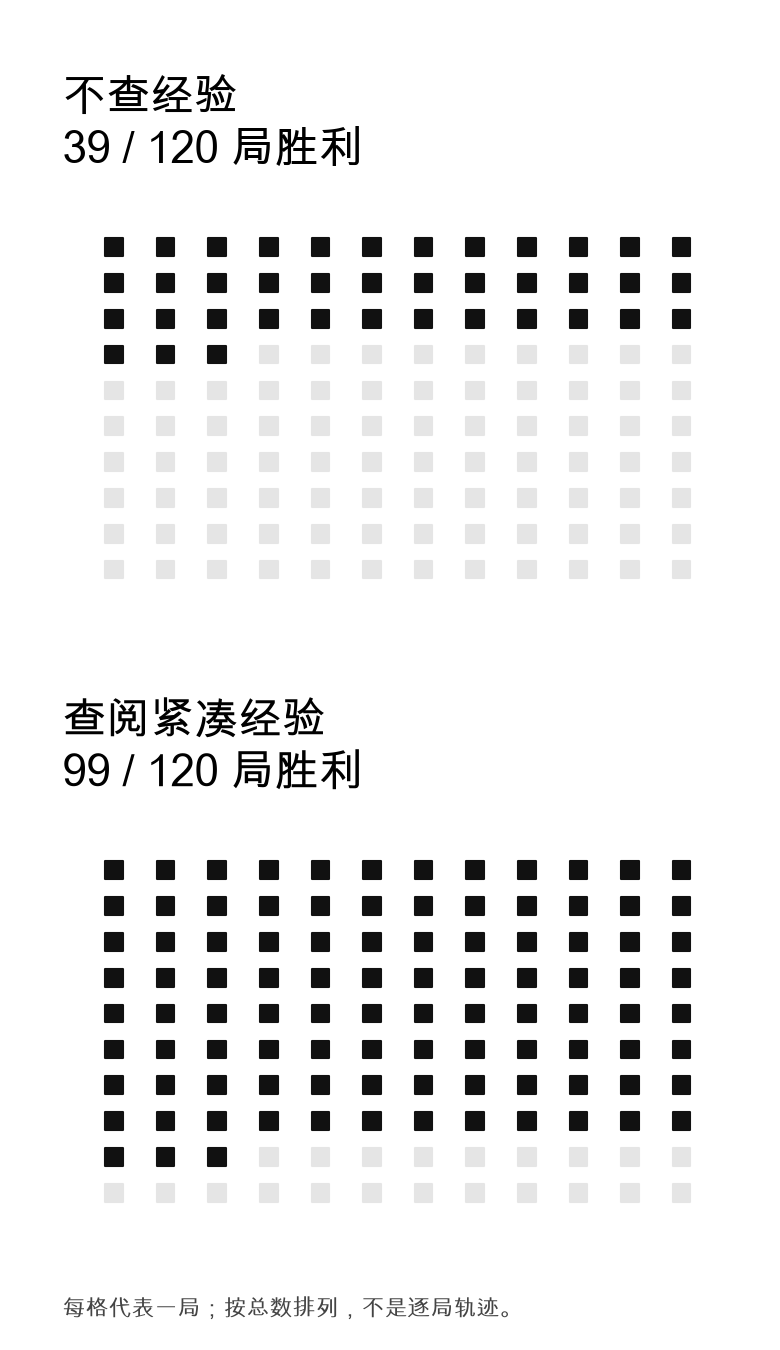 不查经验
39 / 120 局胜利
查阅紧凑经验
99 / 120 局胜利
每格代表一局；按总数排列，不是逐局轨迹。